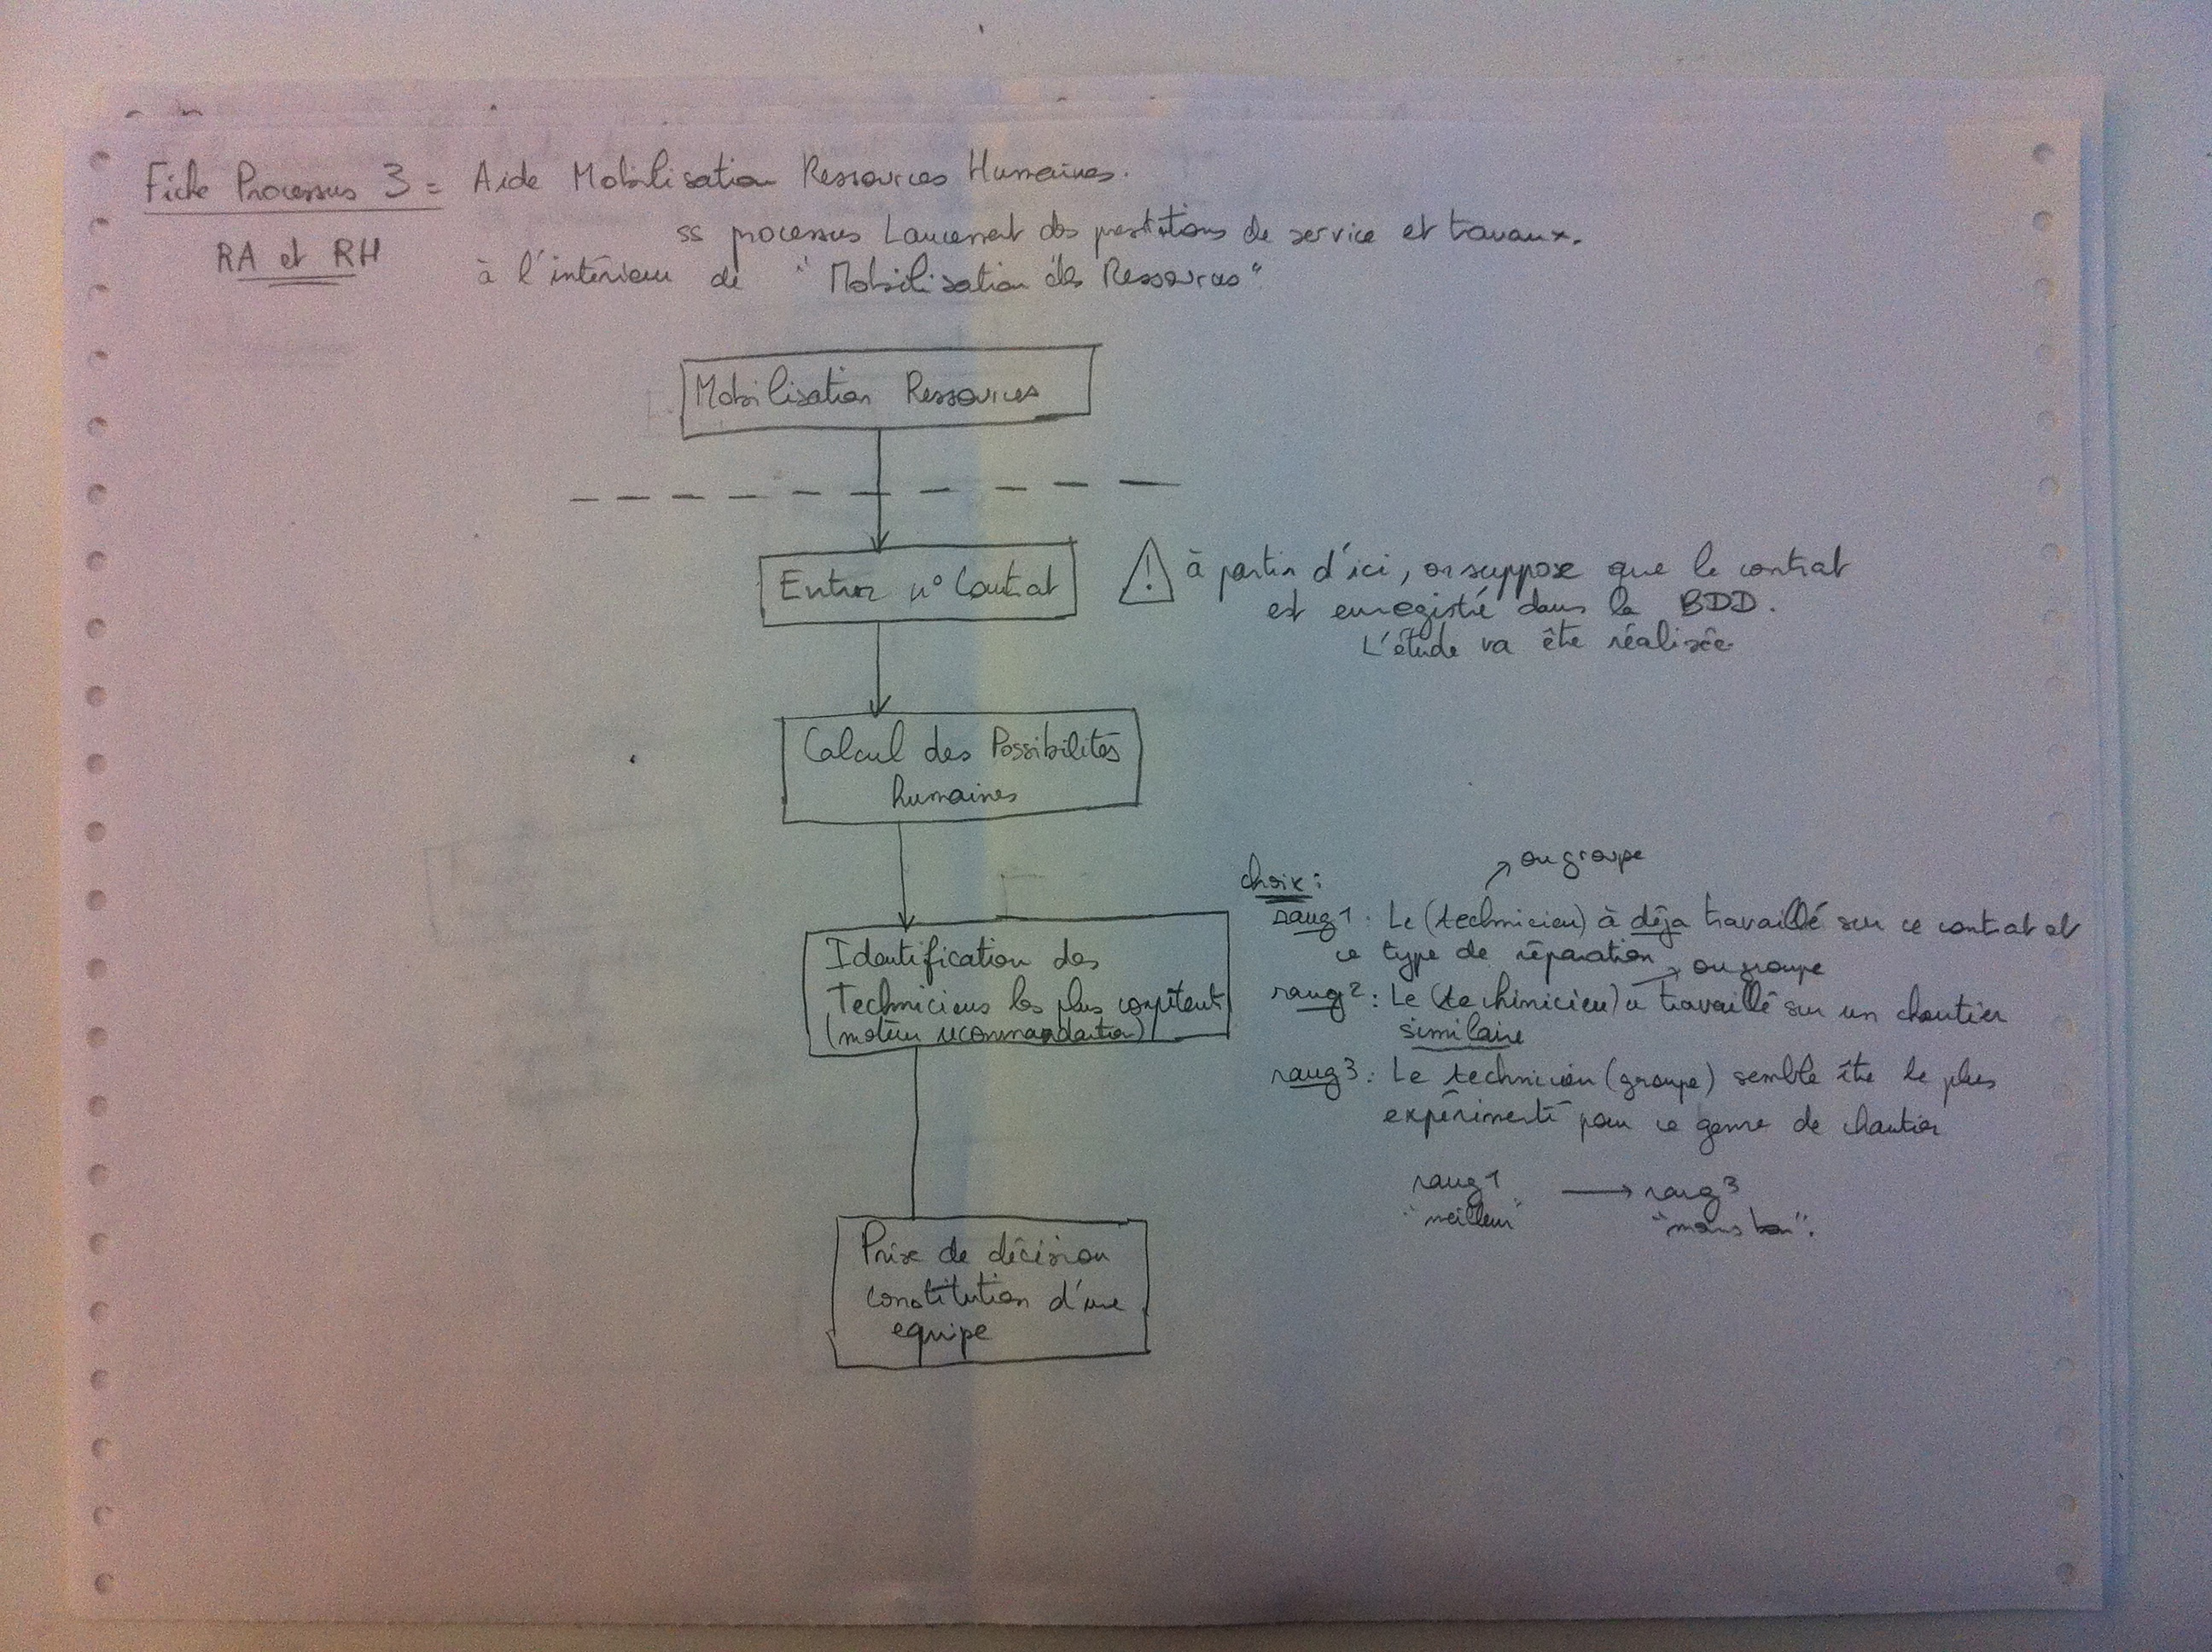 Fiche Processus 3 = Aide Mobilisation Ressources Humaines.
RA et RH
ss processus Lancement des prestations de service et travaux.
à l'intérieur de "Mobilisation des Ressources"
Mobilisation Ressources
Entrer n° Contrat
! à partir d'ici, on suppose que le contrat
est enregistré dans la BDD.
L'étude va être réalisée
Calcul des Possibilités
humaines
choix :
ou groupe
rang 1 : Le (technicien) à déja travaillé sur ce contrat et
ce type de réparation
ou groupe
rang 2 : Le (techinicien) a travaillé sur un chantier
similaire
rang 3 : Le technicien (groupe) semble être le plus
expérimenté pour ce genre de chantier
rang 1 → rang 3
"meilleur" "moins bon".
Identification des
Techniciens les plus compétent
(moteur recommandation)
Prise de décision
constitution d'une
equipe